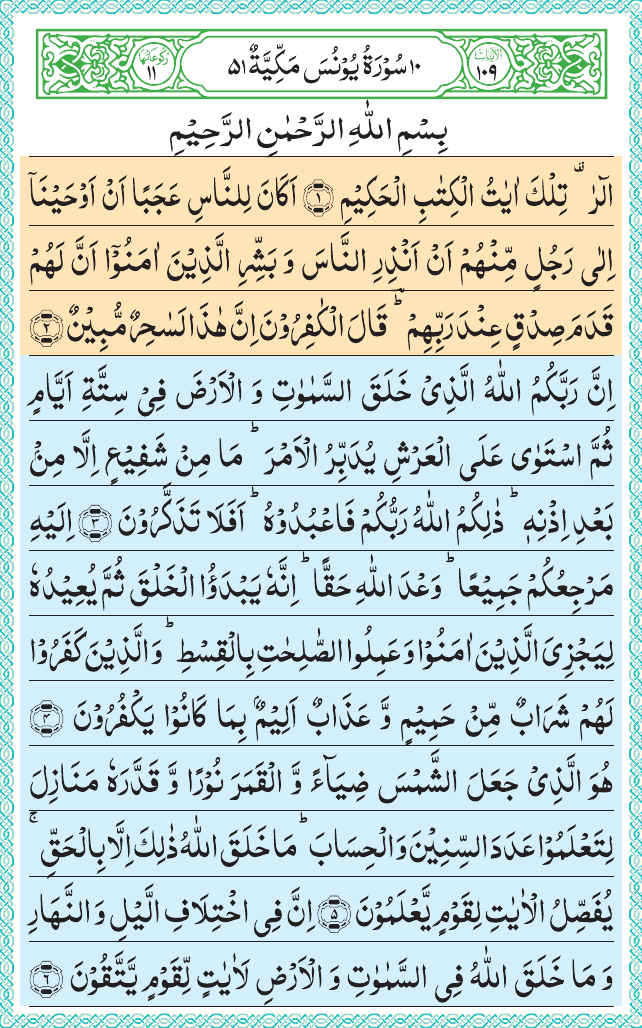 الآيات ١٠٩ ١٠ سُوْرَةُ يُوْنُسَ مَكِّيَّةٌ ٥١ رکوعاتها ١١
بِسْمِ اللّٰهِ الرَّحْمٰنِ الرَّحِيْمِ
الٓرٰ ۟ تِلْكَ اٰيٰتُ الْكِتٰبِ الْحَكِيْمِ ۝١ اَكَانَ لِلنَّاسِ عَجَبًا اَنْ اَوْحَيْنَاۤ
اِلٰى رَجُلٍ مِّنْهُمْ اَنْ اَنْذِرِ النَّاسَ وَ بَشِّرِ الَّذِيْنَ اٰمَنُوْۤا اَنَّ لَهُمْ
قَدَمَ صِدْقٍ عِنْدَ رَبِّهِمْ ؔؕ قَالَ الْكٰفِرُوْنَ اِنَّ هٰذَا لَسٰحِرٌ مُّبِيْنٌ ۝٢
اِنَّ رَبَّكُمُ اللّٰهُ الَّذِيْ خَلَقَ السَّمٰوٰتِ وَ الْاَرْضَ فِيْ سِتَّةِ اَيَّامٍ
ثُمَّ اسْتَوٰى عَلَى الْعَرْشِ يُدَبِّرُ الْاَمْرَ ؕ مَا مِنْ شَفِيْعٍ اِلَّا مِنْۢ
بَعْدِ اِذْنِهٖ ؕ ذٰلِكُمُ اللّٰهُ رَبُّكُمْ فَاعْبُدُوْهُ ؕ اَفَلَا تَذَكَّرُوْنَ ۝٣ اِلَيْهِ
مَرْجِعُكُمْ جَمِيْعًا ؕ وَعْدَ اللّٰهِ حَقًّا ؕ اِنَّهٗ يَبْدَؤُا الْخَلْقَ ثُمَّ يُعِيْدُهٗ
لِيَجْزِيَ الَّذِيْنَ اٰمَنُوْا وَ عَمِلُوا الصّٰلِحٰتِ بِالْقِسْطِ ؕ وَ الَّذِيْنَ كَفَرُوْا
لَهُمْ شَرَابٌ مِّنْ حَمِيْمٍ وَّ عَذَابٌ اَلِيْمٌۢ بِمَا كَانُوْا يَكْفُرُوْنَ ۝٤
هُوَ الَّذِيْ جَعَلَ الشَّمْسَ ضِيَآءً وَّ الْقَمَرَ نُوْرًا وَّ قَدَّرَهٗ مَنَازِلَ
لِتَعْلَمُوْا عَدَدَ السِّنِيْنَ وَ الْحِسَابَ ؕ مَا خَلَقَ اللّٰهُ ذٰلِكَ اِلَّا بِالْحَقِّ ۚ
يُفَصِّلُ الْاٰيٰتِ لِقَوْمٍ يَّعْلَمُوْنَ ۝٥ اِنَّ فِي اخْتِلَافِ الَّيْلِ وَ النَّهَارِ
وَ مَا خَلَقَ اللّٰهُ فِي السَّمٰوٰتِ وَ الْاَرْضِ لَاٰيٰتٍ لِّقَوْمٍ يَّتَّقُوْنَ ۝٦